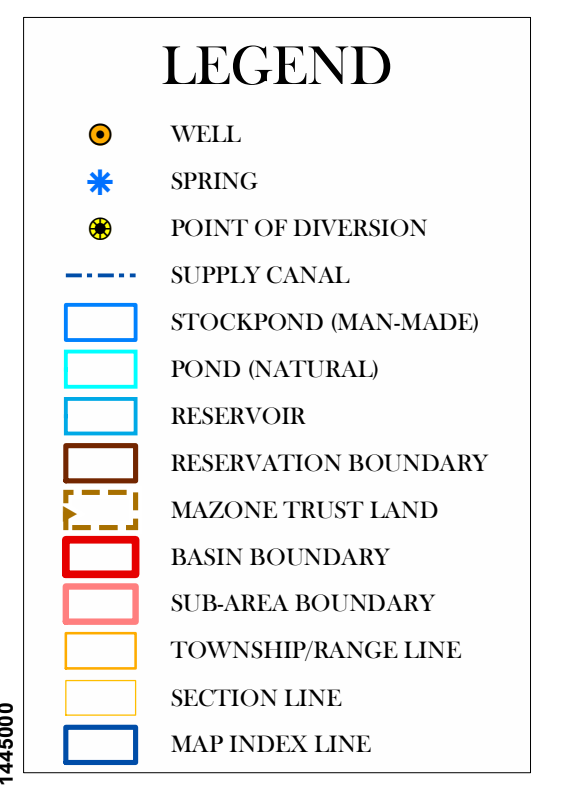 LEGEND
WELL
SPRING
POINT OF DIVERSION
SUPPLY CANAL
STOCKPOND (MAN-MADE)
POND (NATURAL)
RESERVOIR
RESERVATION BOUNDARY
MAZONE TRUST LAND
BASIN BOUNDARY
SUB-AREA BOUNDARY
TOWNSHIP/RANGE LINE
SECTION LINE
MAP INDEX LINE
1445000